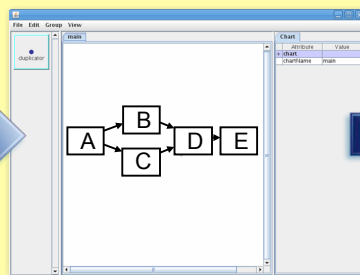 File Edit Group View
main
Chart
Attribute Value
duplicator
chart
chartName main
A
B
C
D
E